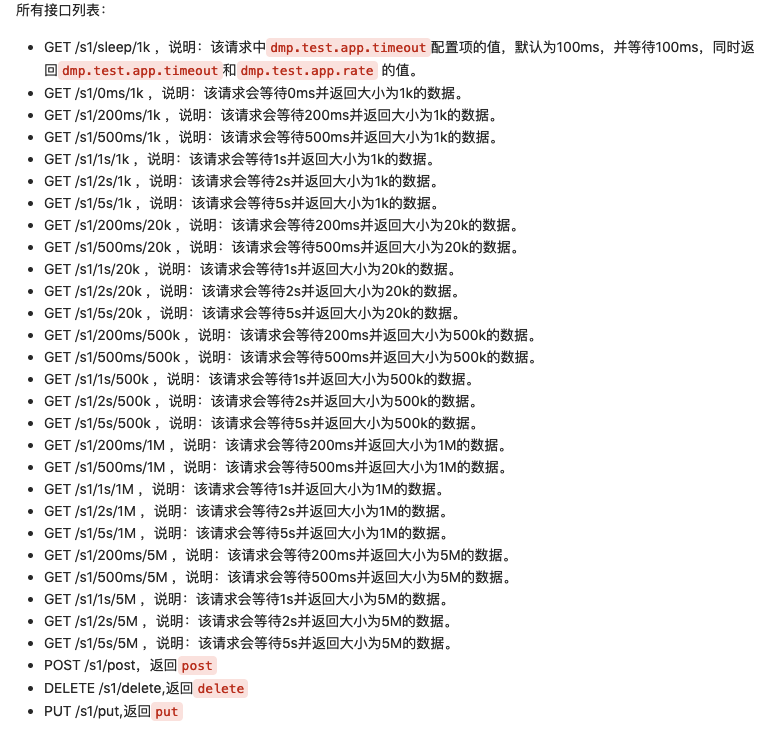 所有接口列表：
GET /s1/sleep/1k ，说明：该请求中dmp.test.app.timeout配置项的值，默认为100ms，并等待100ms，同时返
回dmp.test.app.timeout和dmp.test.app.rate 的值。
GET /s1/0ms/1k ，说明：该请求会等待0ms并返回大小为1k的数据。
GET /s1/200ms/1k ，说明：该请求会等待200ms并返回大小为1k的数据。
GET /s1/500ms/1k ，说明：该请求会等待500ms并返回大小为1k的数据。
GET /s1/1s/1k ，说明：该请求会等待1s并返回大小为1k的数据。
GET /s1/2s/1k ，说明：该请求会等待2s并返回大小为1k的数据。
GET /s1/5s/1k ，说明：该请求会等待5s并返回大小为1k的数据。
GET /s1/200ms/20k ，说明：该请求会等待200ms并返回大小为20k的数据。
GET /s1/500ms/20k ，说明：该请求会等待500ms并返回大小为20k的数据。
GET /s1/1s/20k ，说明：该请求会等待1s并返回大小为20k的数据。
GET /s1/2s/20k ，说明：该请求会等待2s并返回大小为20k的数据。
GET /s1/5s/20k ，说明：该请求会等待5s并返回大小为20k的数据。
GET /s1/200ms/500k ，说明：该请求会等待200ms并返回大小为500k的数据。
GET /s1/500ms/500k ，说明：该请求会等待500ms并返回大小为500k的数据。
GET /s1/1s/500k ，说明：该请求会等待1s并返回大小为500k的数据。
GET /s1/2s/500k ，说明：该请求会等待2s并返回大小为500k的数据。
GET /s1/5s/500k ，说明：该请求会等待5s并返回大小为500k的数据。
GET /s1/200ms/1M ，说明：该请求会等待200ms并返回大小为1M的数据。
GET /s1/500ms/1M ，说明：该请求会等待500ms并返回大小为1M的数据。
GET /s1/1s/1M ，说明：该请求会等待1s并返回大小为1M的数据。
GET /s1/2s/1M ，说明：该请求会等待2s并返回大小为1M的数据。
GET /s1/5s/1M ，说明：该请求会等待5s并返回大小为1M的数据。
GET /s1/200ms/5M ，说明：该请求会等待200ms并返回大小为5M的数据。
GET /s1/500ms/5M ，说明：该请求会等待500ms并返回大小为5M的数据。
GET /s1/1s/5M ，说明：该请求会等待1s并返回大小为5M的数据。
GET /s1/2s/5M ，说明：该请求会等待2s并返回大小为5M的数据。
GET /s1/5s/5M ，说明：该请求会等待5s并返回大小为5M的数据。
POST /s1/post，返回post
DELETE /s1/delete,返回delete
PUT /s1/put,返回put